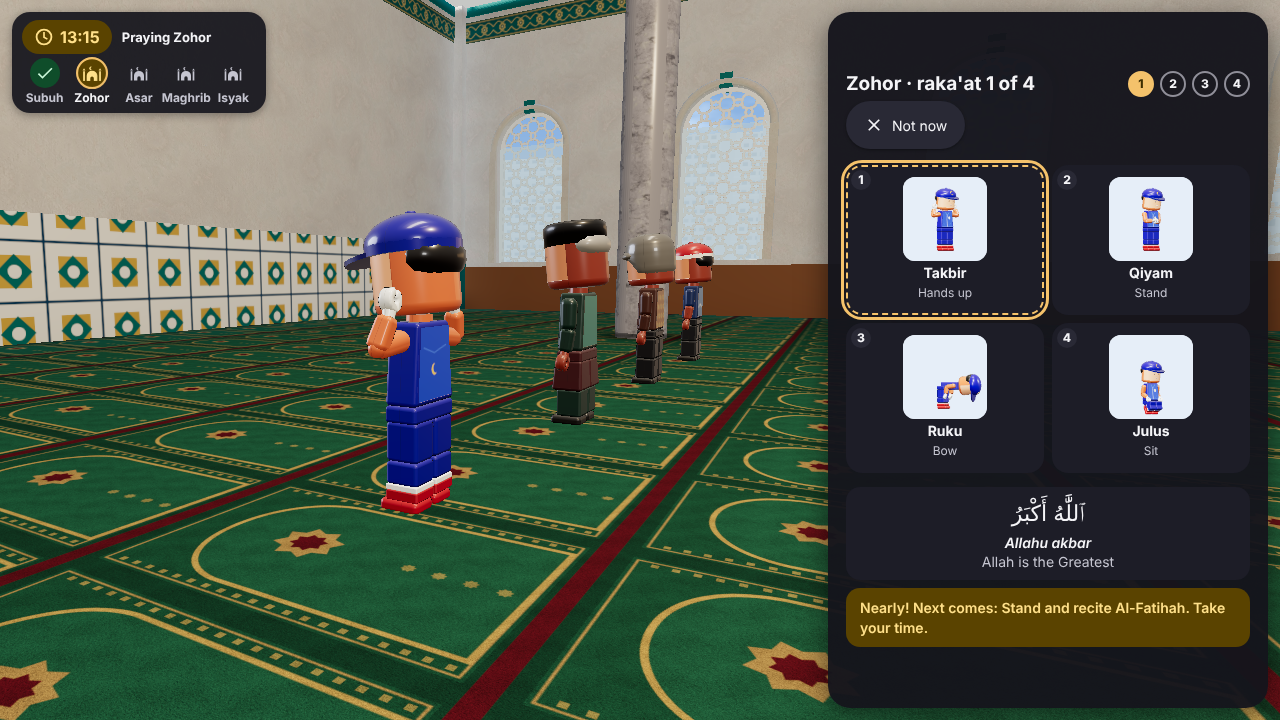 13:15 Praying Zohor
Subuh Zohor Asar Maghrib Isyak
Zohor · raka'at 1 of 4
1 2 3 4
Not now
1
Takbir
Hands up
2
Qiyam
Stand
3
Ruku
Bow
4
Julus
Sit
ٱللَّٰهُ أَكْبَرُ
Allahu akbar
Allah is the Greatest
Nearly! Next comes: Stand and recite Al-Fatihah. Take
your time.